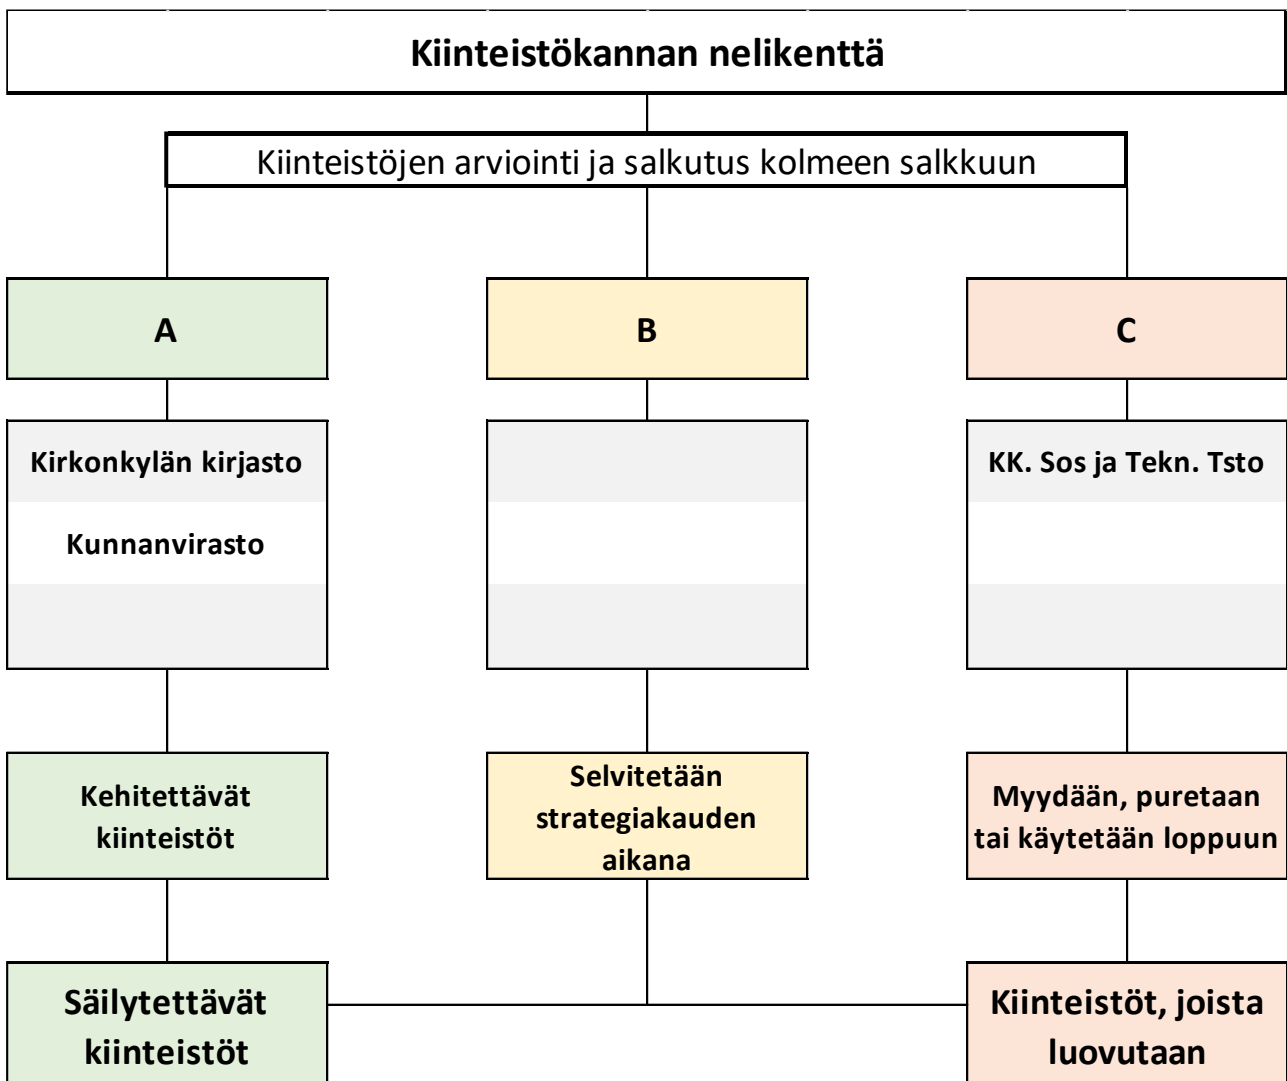 Kiinteistökannan nelikenttä
Kiinteistöjen arviointi ja salkutus kolmeen salkkuun
A
B
C
Kirkonkylän kirjasto
KK. Sos ja Tekn. Tsto
Kunnanvirasto
Kehitettävät
kiinteistöt
Selvitetään
strategiakauden
aikana
Myydään, puretaan
tai käytetään loppuun
Säilytettävät
kiinteistöt
Kiinteistöt, joista
luovutaan